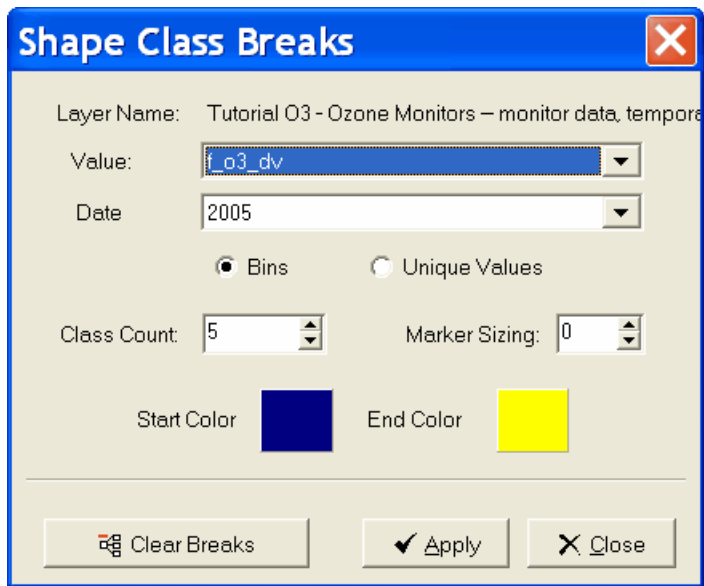 Shape Class Breaks
Layer Name: Tutorial O3 - Ozone Monitors – monitor data, tempora
Value: f_o3_dv
Date 2005
Bins Unique Values
Class Count: 5 Marker Sizing: 0
Start Color End Color
Clear Breaks Apply Close